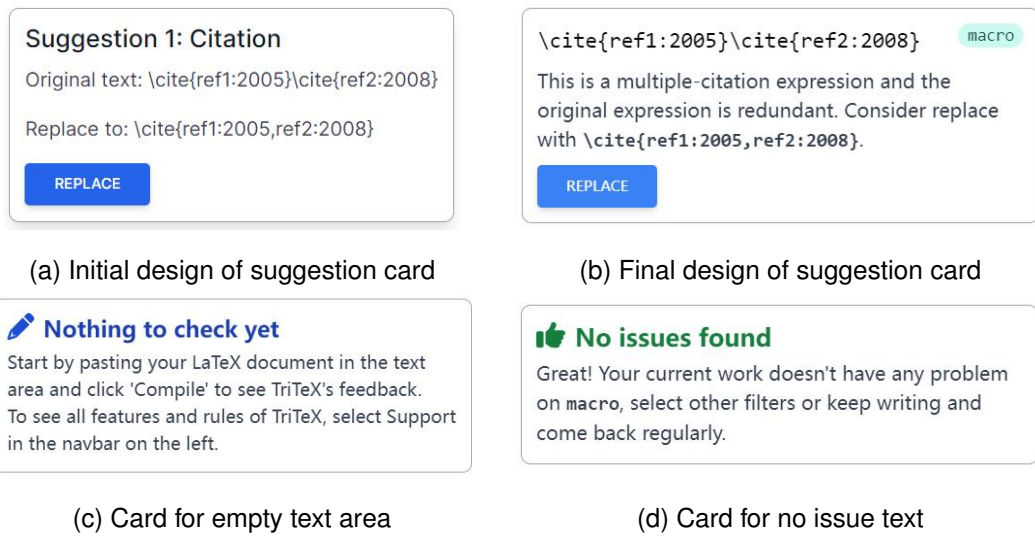 Suggestion 1: Citation
Original text: \cite{ref1:2005}\cite{ref2:2008}
Replace to: \cite{ref1:2005,ref2:2008}
REPLACE
(a) Initial design of suggestion card
\cite{ref1:2005}\cite{ref2:2008}
macro
This is a multiple-citation expression and the
original expression is redundant. Consider replace
with \cite{ref1:2005,ref2:2008}.
REPLACE
(b) Final design of suggestion card
Nothing to check yet
Start by pasting your LaTeX document in the text
area and click 'Compile' to see TriTeX's feedback.
To see all features and rules of TriTeX, select Support
in the navbar on the left.
(c) Card for empty text area
No issues found
Great! Your current work doesn't have any problem
on macro, select other filters or keep writing and
come back regularly.
(d) Card for no issue text